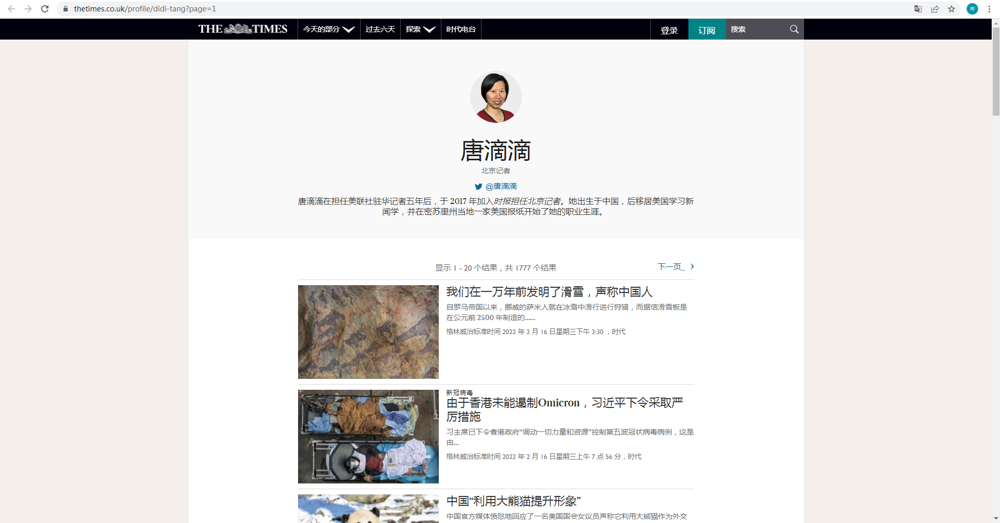 thetimes.co.uk/profile/didi-tang?page=1
桦
THE TIMES
今天的部分
过去六天
探索
时代电台
登录
订阅
搜索
唐滴滴
北京记者
@唐滴滴
唐滴滴在担任美联社驻华记者五年后，于 2017 年加入时报担任北京记者。她出生于中国，后移居美国学习新
闻学，并在密苏里州当地一家美国报纸开始了她的职业生涯。
显示 1 - 20 个结果，共 1777 个结果
下一页_
我们在一万年前发明了滑雪，声称中国人
自罗马帝国以来，挪威的萨米人就在冰雪中滑行进行狩猎，而据信滑雪板是
在公元前 2500 年制造的......
格林威治标准时间 2022 年 2 月 16 日星期三下午 3:30 ，时代
新冠病毒
由于香港未能遏制Omicron，习近平下令采取严
厉措施
习主席已下令香港政府“调动一切力量和资源”控制第五波冠状病毒病例，这是
由...
格林威治标准时间 2022 年 2 月 16 日星期三上午 7 点 56 分，时代
中国“利用大熊猫提升形象”
中国官方媒体愤怒地回应了一名美国国会女议员声称它利用大熊猫作为外交